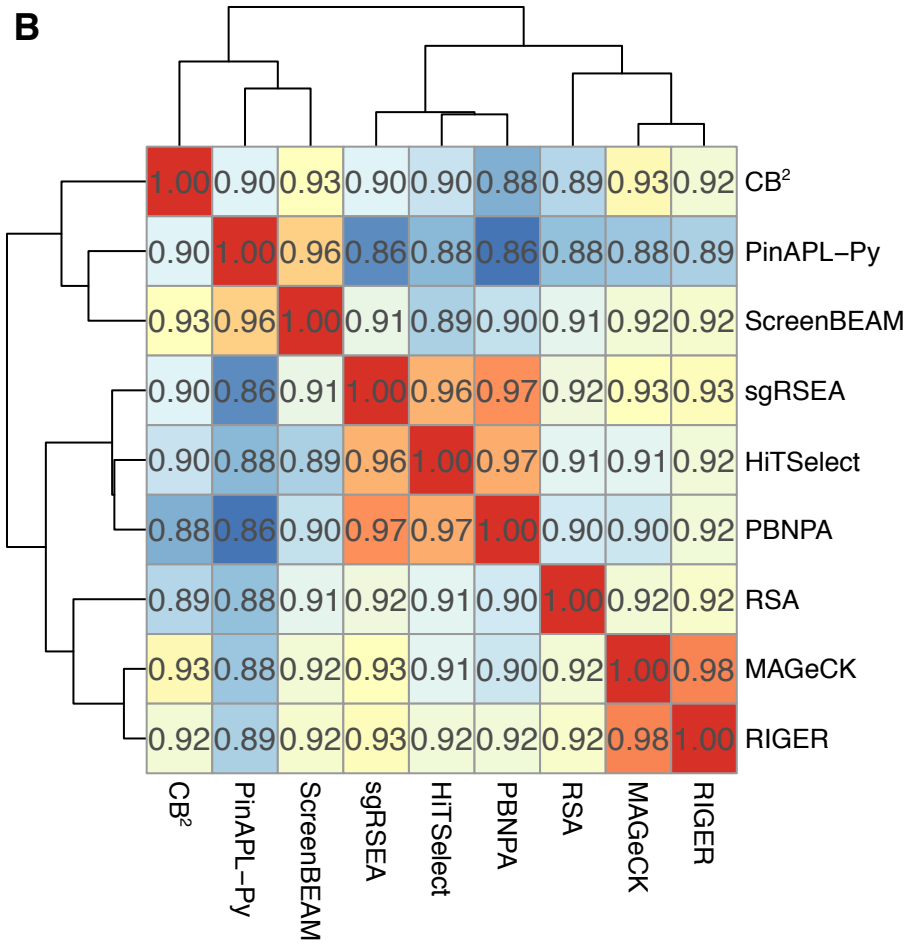 B
1.00 0.90 0.93 0.90 0.90 0.88 0.89 0.93 0.92 CB²
0.90 1.00 0.96 0.86 0.88 0.86 0.88 0.88 0.89 PinAPL−Py
0.93 0.96 1.00 0.91 0.89 0.90 0.91 0.92 0.92 ScreenBEAM
0.90 0.86 0.91 1.00 0.96 0.97 0.92 0.93 0.93 sgRSEA
0.90 0.88 0.89 0.96 1.00 0.97 0.91 0.91 0.92 HiTSelect
0.88 0.86 0.90 0.97 0.97 1.00 0.90 0.90 0.92 PBNPA
0.89 0.88 0.91 0.92 0.91 0.90 1.00 0.92 0.92 RSA
0.93 0.88 0.92 0.93 0.91 0.90 0.92 1.00 0.98 MAGeCK
0.92 0.89 0.92 0.93 0.92 0.92 0.92 0.98 1.00 RIGER
CB²
PinAPL−Py
ScreenBEAM
sgRSEA
HiTSelect
PBNPA
RSA
MAGeCK
RIGER